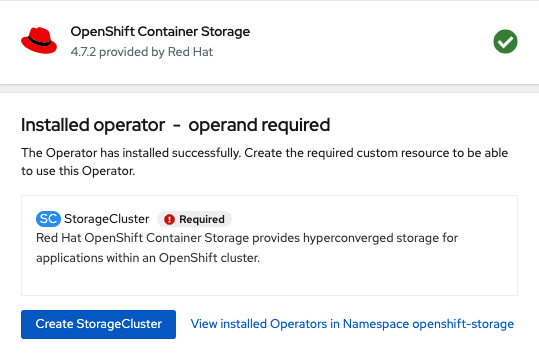 OpenShift Container Storage
4.7.2 provided by Red Hat
Installed operator - operand required
The Operator has installed successfully. Create the required custom resource to be able
to use this Operator.
SC StorageCluster Required
Red Hat OpenShift Container Storage provides hyperconverged storage for
applications within an OpenShift cluster.
Create StorageCluster View installed Operators in Namespace openshift-storage